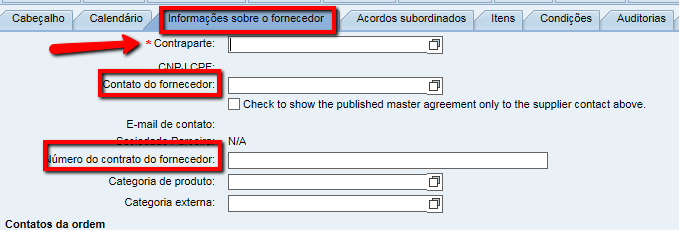 Cabeçalho Calendário Informações sobre o fornecedor Acordos subordinados Itens Condições Auditorias
* Contraparte:
CNPJ CPF:
Contato do fornecedor:
Check to show the published master agreement only to the supplier contact above.
E-mail de contato:
Sociedade Parceira: N/A
Número do contrato do fornecedor:
Categoria de produto:
Categoria externa:
Contatos da ordem